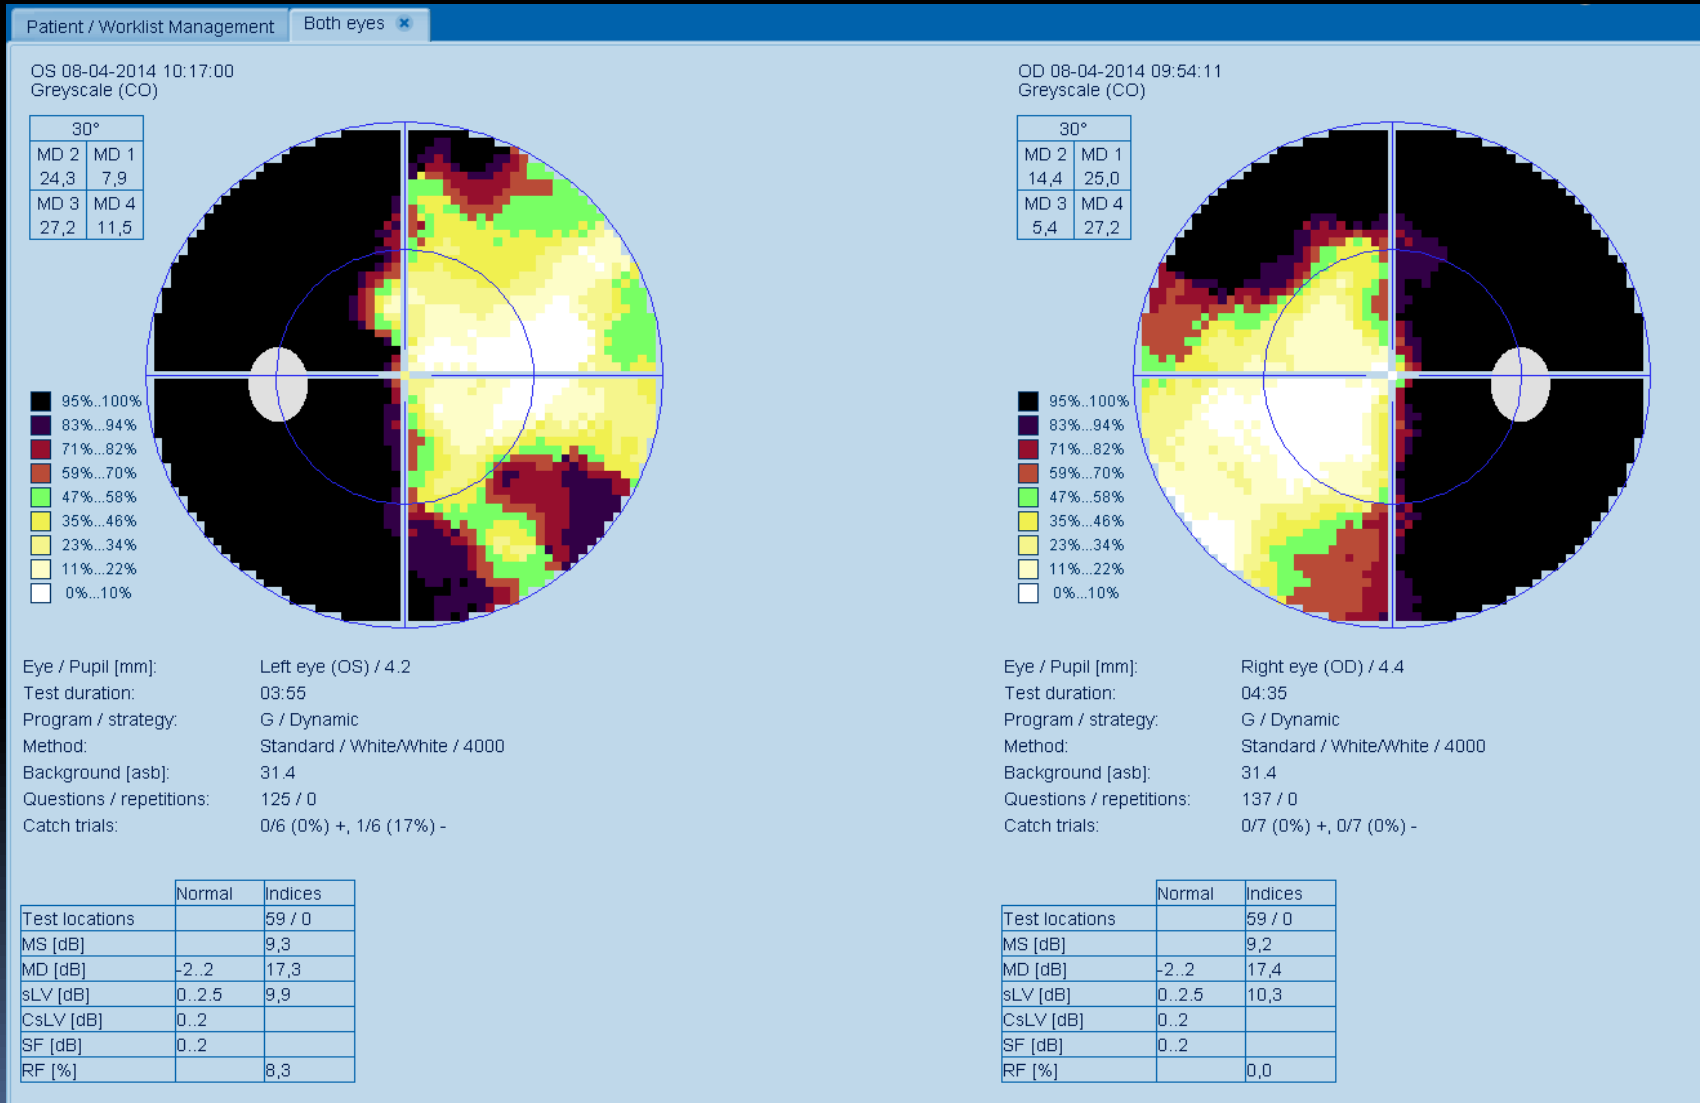 Patient / Worklist Management
Both eyes
OS 08-04-2014 10:17:00
Greyscale (CO)
30°
MD 2 MD 1
24,3 7,9
MD 3 MD 4
27,2 11,5
95%..100%
83%...94%
71%...82%
59%...70%
47%...58%
35%...46%
23%...34%
11%...22%
0%...10%
Eye / Pupil [mm]: Left eye (OS) / 4.2
Test duration: 03:55
Program / strategy: G / Dynamic
Method: Standard / White/White / 4000
Background [asb]: 31.4
Questions / repetitions: 125 / 0
Catch trials: 0/6 (0%) +, 1/6 (17%) -
Normal Indices
Test locations 59 / 0
MS [dB] 9,3
MD [dB] -2..2 17,3
sLV [dB] 0..2.5 9,9
CsLV [dB] 0..2
SF [dB] 0..2
RF [%] 8,3
OD 08-04-2014 09:54:11
Greyscale (CO)
30°
MD 2 MD 1
14,4 25,0
MD 3 MD 4
5,4 27,2
95%..100%
83%...94%
71%...82%
59%...70%
47%...58%
35%...46%
23%...34%
11%...22%
0%...10%
Eye / Pupil [mm]: Right eye (OD) / 4.4
Test duration: 04:35
Program / strategy: G / Dynamic
Method: Standard / White/White / 4000
Background [asb]: 31.4
Questions / repetitions: 137 / 0
Catch trials: 0/7 (0%) +, 0/7 (0%) -
Normal Indices
Test locations 59 / 0
MS [dB] 9,2
MD [dB] -2..2 17,4
sLV [dB] 0..2.5 10,3
CsLV [dB] 0..2
SF [dB] 0..2
RF [%] 0,0